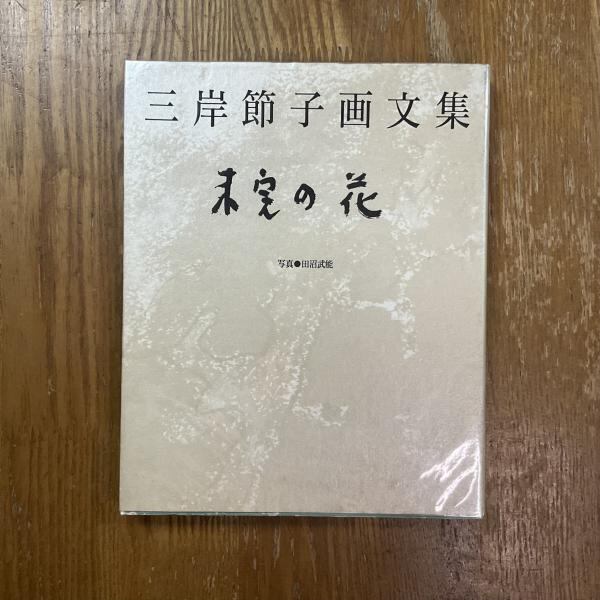 三岸節子画文集
未完の花
写真●田沼武能